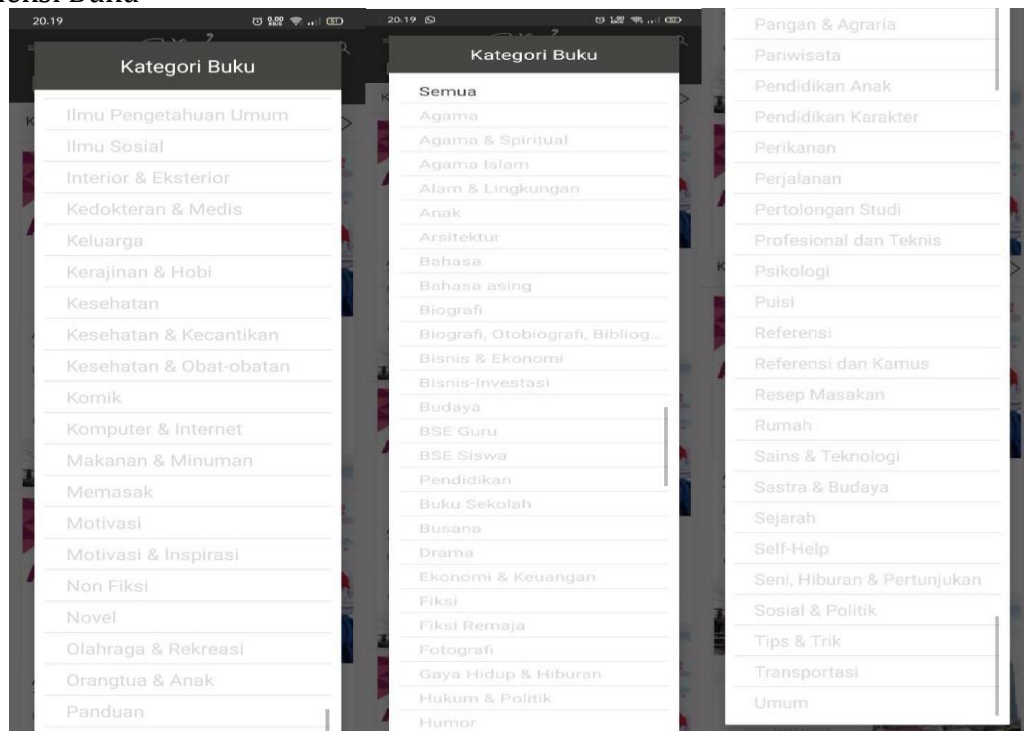 20.19
Kategori Buku
Ilmu Pengetahuan Umum
Ilmu Sosial
Interior & Eksterior
Kedokteran & Medis
Keluarga
Kerajinan & Hobi
Kesehatan
Kesehatan & Kecantikan
Kesehatan & Obat-obatan
Komik
Komputer & Internet
Makanan & Minuman
Memasak
Motivasi
Motivasi & Inspirasi
Non Fiksi
Novel
Olahraga & Rekreasi
Orangtua & Anak
Panduan
20.19
Kategori Buku
Semua
Agama
Agama & Spiritual
Agama Islam
Alam & Lingkungan
Anak
Arsitektur
Bahasa
Bahasa asing
Biografi
Biografi, Otobiografi, Bibliog...
Bisnis & Ekonomi
Bisnis-Investasi
Budaya
BSE Guru
BSE Siswa
Pendidikan
Buku Sekolah
Busana
Drama
Ekonomi & Keuangan
Fiksi
Fiksi Remaja
Fotografi
Gaya Hidup & Hiburan
Hukum & Politik
Humor
Pangan & Agraria
Pariwisata
Pendidikan Anak
Pendidikan Karakter
Perikanan
Perjalanan
Pertolongan Studi
Profesional dan Teknis
Psikologi
Puisi
Referensi
Referensi dan Kamus
Resep Masakan
Rumah
Sains & Teknologi
Sastra & Budaya
Sejarah
Self-Help
Seni, Hiburan & Pertunjukan
Sosial & Politik
Tips & Trik
Transportasi
Umum